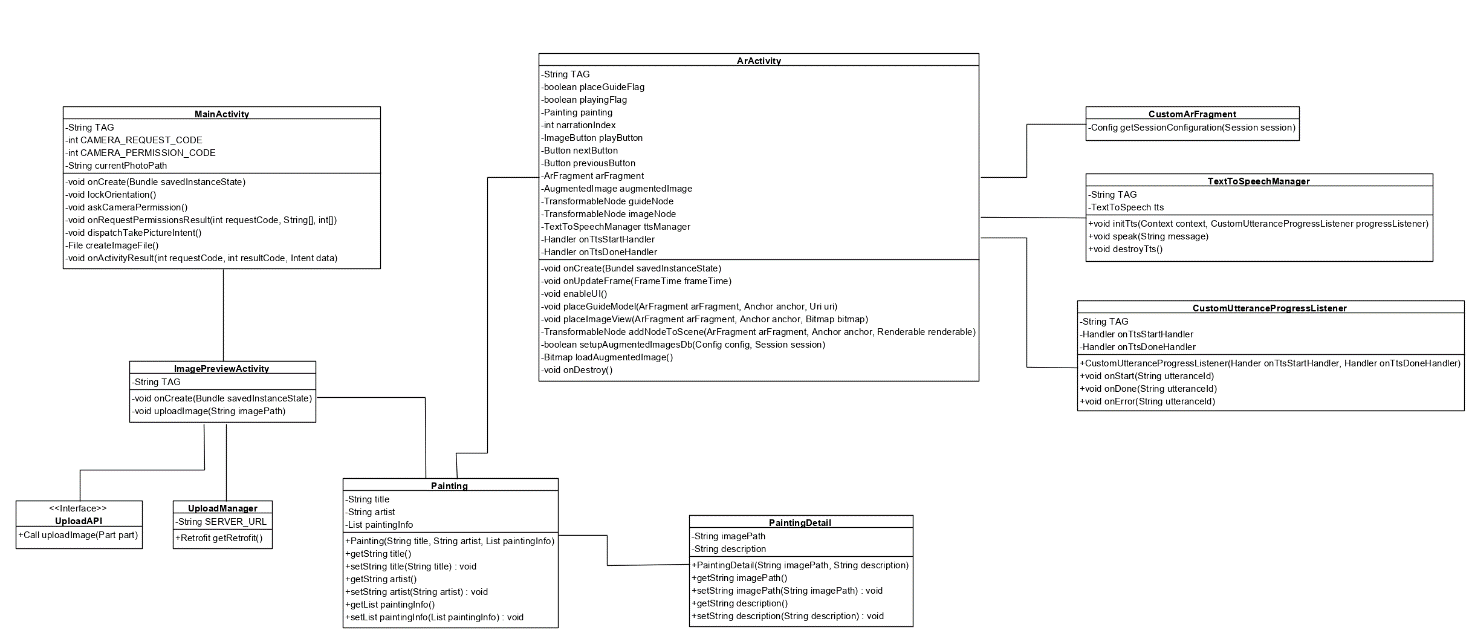 MainActivity
-String TAG
-int CAMERA_REQUEST_CODE
-int CAMERA_PERMISSION_CODE
-String currentPhotoPath
-void onCreate(Bundle savedInstanceState)
-void lockOrientation()
-void askCameraPermission()
-void onRequestPermissionsResult(int requestCode, String[], int[])
-void dispatchTakePictureIntent()
-File createImageFile()
-void onActivityResult(int requestCode, int resultCode, Intent data)
ImagePreviewActivity
-String TAG
-void onCreate(Bundle savedInstanceState)
-void uploadImage(String imagePath)
<<Interface>>
UploadAPI
+Call uploadImage(Part part)
UploadManager
-String SERVER_URL
+Retrofit getRetrofit()
Painting
-String title
-String artist
-List paintingInfo
+Painting(String title, String artist, List paintingInfo)
+getString title()
+setString title(String title) : void
+getString artist()
+setString artist(String artist) : void
+getList paintingInfo()
+setList paintingInfo(List paintingInfo) : void
PaintingDetail
-String imagePath
-String description
+PaintingDetail(String imagePath, String description)
+getString imagePath()
+setString imagePath(String imagePath) : void
+getString description()
+setString description(String description) : void
ArActivity
-String TAG
-boolean placeGuideFlag
-boolean playingFlag
-Painting painting
-int narrationIndex
-ImageButton playButton
-Button nextButton
-Button previousButton
-ArFragment arFragment
-AugmentedImage augmentedImage
-TransformableNode guideNode
-TransformableNode imageNode
-TextToSpeechManager ttsManager
-Handler onTtsStartHandler
-Handler onTtsDoneHandler
-void onCreate(Bundel savedInstanceState)
-void onUpdateFrame(FrameTime frameTime)
-void enableUI()
-void placeGuideModel(ArFragment arFragment, Anchor anchor, Uri uri)
-void placeImageView(ArFragment arFragment, Anchor anchor, Bitmap bitmap)
-TransformableNode addNodeToScene(ArFragment arFragment, Anchor anchor, Renderable renderable)
-boolean setupAugmentedImagesDb(Config config, Session session)
-Bitmap loadAugmentedImage()
-void onDestroy()
CustomArFragment
-Config getSessionConfiguration(Session session)
TextToSpeechManager
-String TAG
-TextToSpeech tts
+void initTts(Context context, CustomUtteranceProgressListener progressListener)
+void speak(String message)
+void destroyTts()
CustomUtteranceProgressListener
-String TAG
-Handler onTtsStartHandler
-Handler onTtsDoneHandler
+CustomUtteranceProgressListener(Hander onTtsStartHandler, Handler onTtsDoneHandler)
+void onStart(String utteranceId)
+void onDone(String utteranceId)
+void onError(String utteranceId)